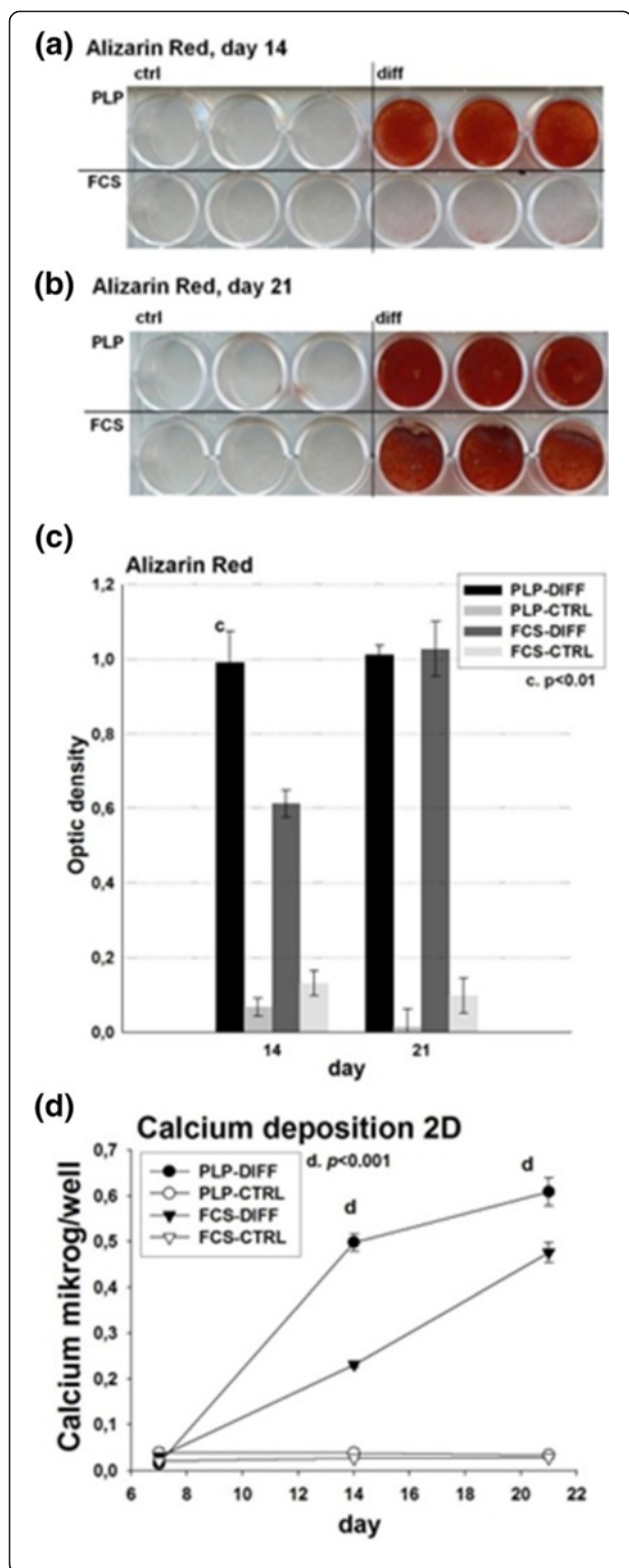 (a) Alizarin Red, day 14
ctrl diff
PLP
FCS
(b) Alizarin Red, day 21
ctrl diff
PLP
FCS
(c)
Alizarin Red
1,2
1,0
0,8
0,6
0,4
0,2
0,0
Optic density
c
PLP-DIFF
PLP-CTRL
FCS-DIFF
FCS-CTRL
c. p<0.01
14 21
day
(d)
Calcium deposition 2D
0,7
0,6
0,5
0,4
0,3
0,2
0,1
0,0
Calcium mikrog/well
PLP-DIFF
PLP-CTRL
FCS-DIFF
FCS-CTRL
d. p<0.001
d
d
6 8 10 12 14 16 18 20 22
day